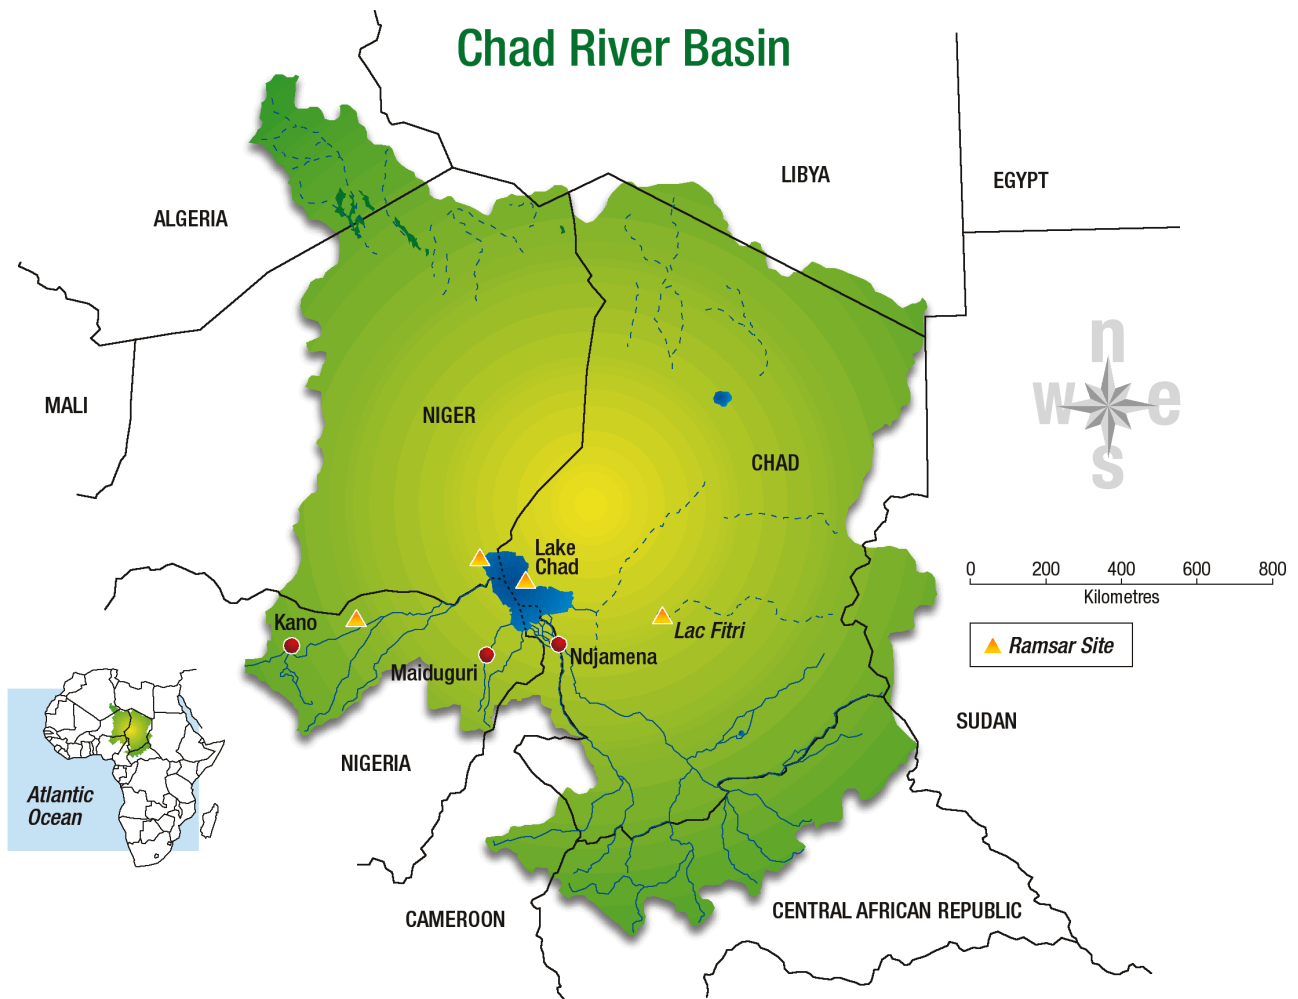 Chad River Basin
LIBYA
EGYPT
ALGERIA
n
w
e
s
MALI
NIGER
CHAD
Lake
Chad
0
200
400
600
800
Kilometres
Kano
Lac Fitri
Ramsar Site
Maiduguri
Ndjamena
SUDAN
NIGERIA
Atlantic
Ocean
CAMEROON
CENTRAL AFRICAN REPUBLIC